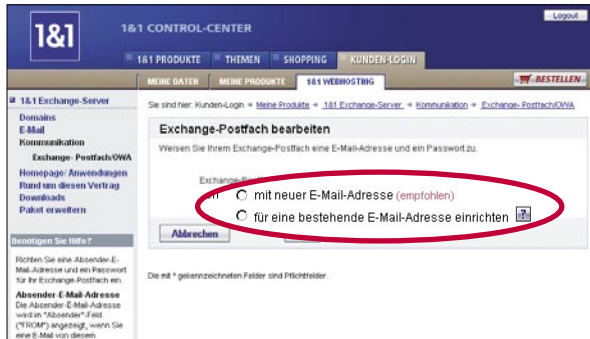 Logout
1&1
1&1 CONTROL-CENTER
1&1 PRODUKTE THEMEN SHOPPING KUNDEN-LOGIN
MEINE DATEN MEINE PRODUKTE 1&1 WEBHOSTING BESTELLEN
1&1 Exchange-Server
Domains
E-Mail
Kommunikation
Exchange- Postfach/OWA
Homepage/ Anwendungen
Rund um diesen Vertrag
Downloads
Paket erweitern
Benötigen Sie Hilfe?
Richten Sie eine Absender-E-
Mail-Adresse und ein Passwort
für Ihr Exchange-Postfach ein.
Absender-E-Mail-Adresse
Die Absender-E-Mail-Adresse
wird im "Absender"-Feld
("FROM") angezeigt, wenn Sie
eine E-Mail von diesem
Sie sind hier: Kunden-Login Meine Produkte 1&1 Exchange-Server Kommunikation Exchange- Postfach/OWA
Exchange-Postfach bearbeiten
Weisen Sie Ihrem Exchange-Postfach eine E-Mail-Adresse und ein Passwort zu.
mit neuer E-Mail-Adresse (empfohlen)
für eine bestehende E-Mail-Adresse einrichten ?
Abbrechen
Die mit * gekennzeichneten Felder sind Pflichtfelder.